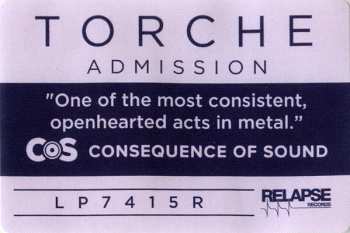 TORCHE
ADMISSION
"One of the most consistent,
openhearted acts in metal.”
COS CONSEQUENCE OF SOUND
LP7415R
RELAPSE
RECORDS